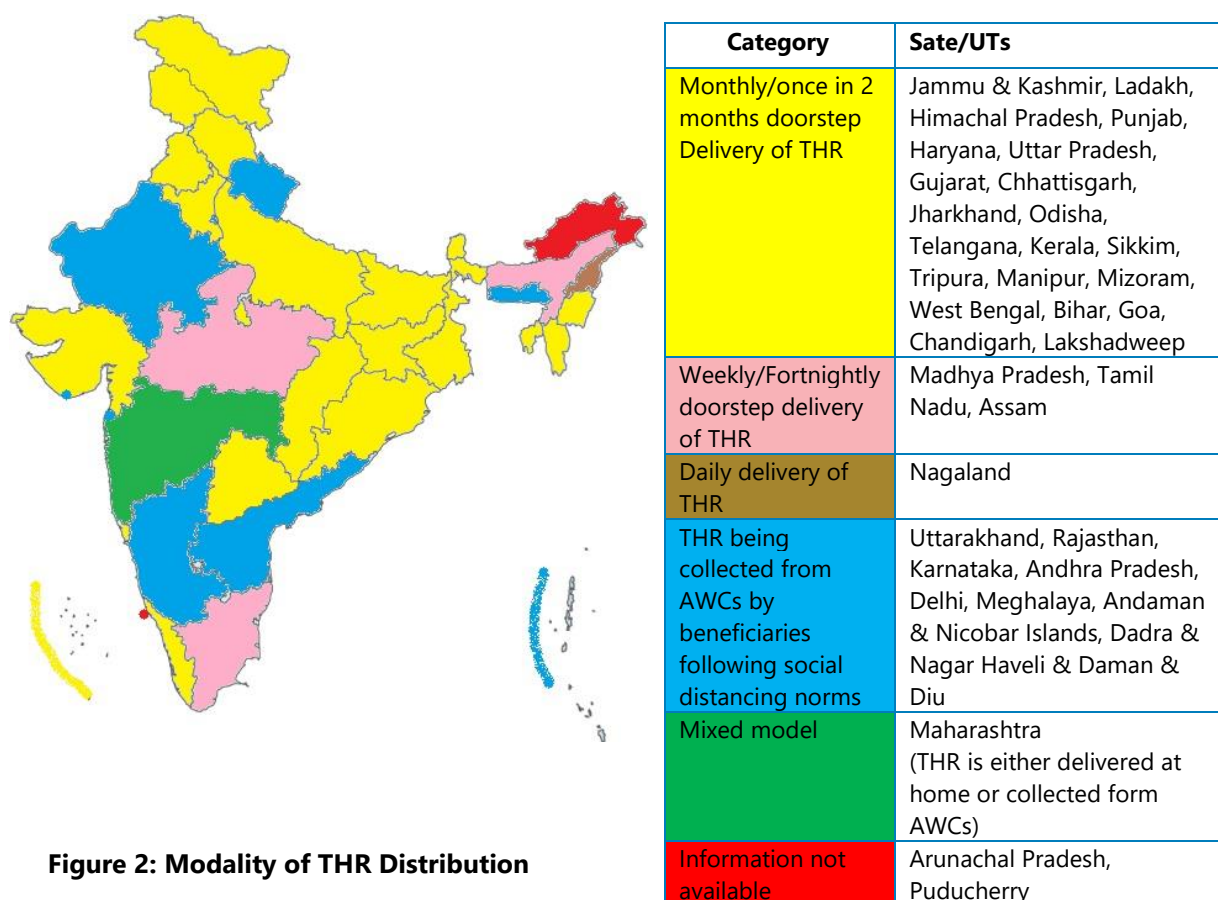 Category
Sate/UTs
Monthly/once in 2
months doorstep
Delivery of THR
Jammu & Kashmir, Ladakh,
Himachal Pradesh, Punjab,
Haryana, Uttar Pradesh,
Gujarat, Chhattisgarh,
Jharkhand, Odisha,
Telangana, Kerala, Sikkim,
Tripura, Manipur, Mizoram,
West Bengal, Bihar, Goa,
Chandigarh, Lakshadweep
Weekly/Fortnightly
doorstep delivery
of THR
Madhya Pradesh, Tamil
Nadu, Assam
Daily delivery of
THR
Nagaland
THR being
collected from
AWCs by
beneficiaries
following social
distancing norms
Uttarakhand, Rajasthan,
Karnataka, Andhra Pradesh,
Delhi, Meghalaya, Andaman
& Nicobar Islands, Dadra &
Nagar Haveli & Daman &
Diu
Mixed model
Maharashtra
(THR is either delivered at
home or collected form
AWCs)
Information not
available
Arunachal Pradesh,
Puducherry
Figure 2: Modality of THR Distribution